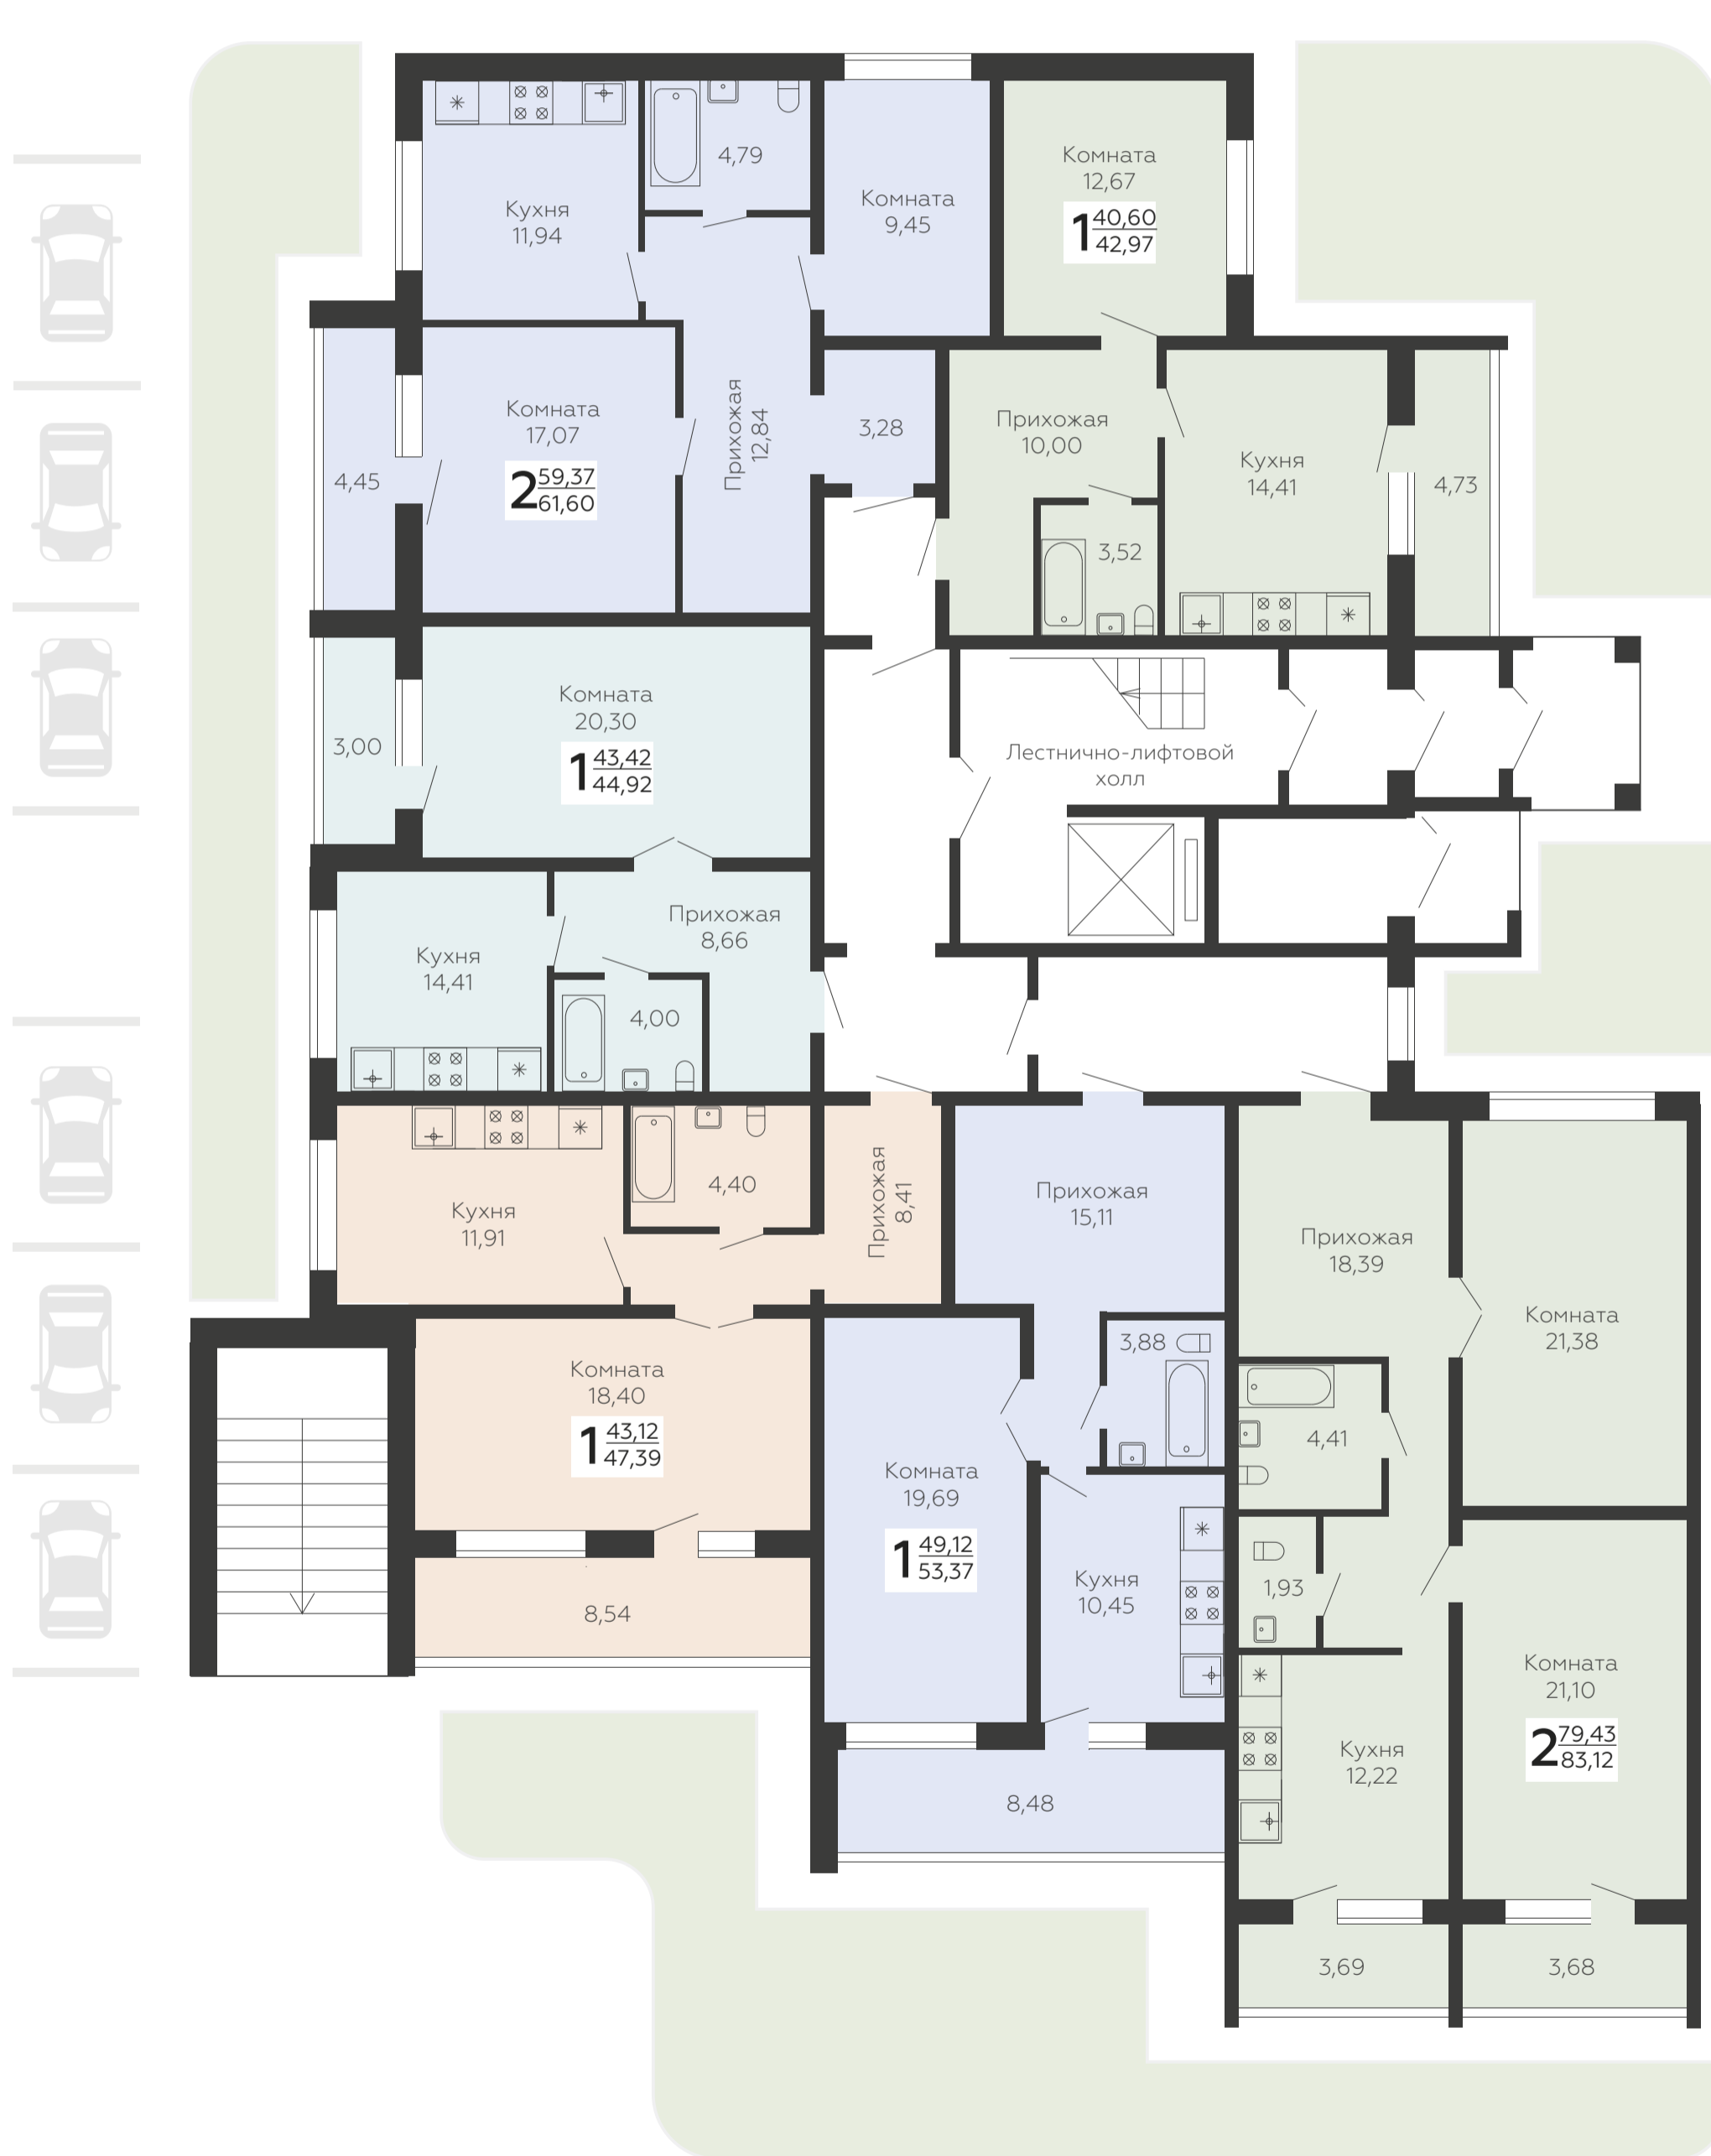 Кухня
11,94
4,79
Комната
9,45
Комната
12,67
1 40,60
42,97
Комната
17,07
2 59,37
61,60
4,45
Прихожая
12,84
3,28
Прихожая
10,00
Кухня
14,41
4,73
3,52
Комната
20,30
1 43,42
44,92
3,00
Лестнично-лифтовой
холл
Прихожая
8,66
Кухня
14,41
4,00
Кухня
11,91
4,40
Прихожая
8,41
Прихожая
15,11
Прихожая
18,39
Комната
21,38
Комната
18,40
1 43,12
47,39
3,88
4,41
Комната
19,69
1 49,12
53,37
Кухня
10,45
1,93
8,54
Комната
21,10
2 79,43
83,12
Кухня
12,22
8,48
3,69
3,68